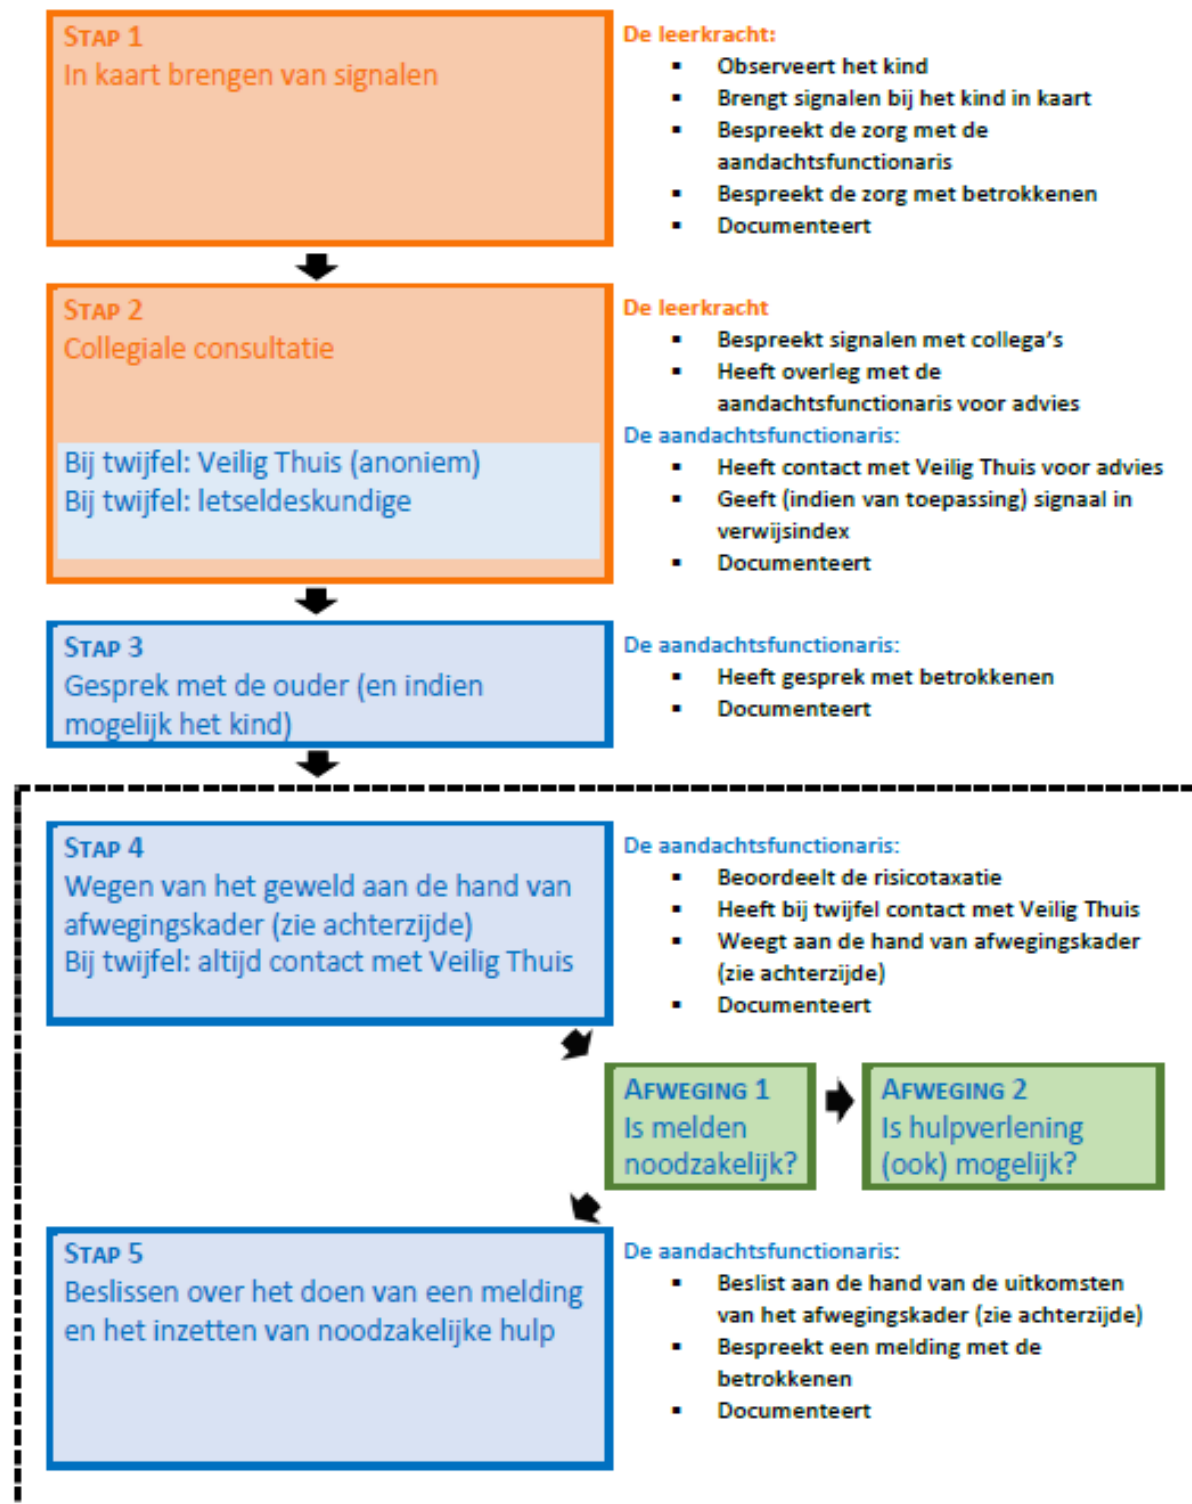 STAP 1
In kaart brengen van signalen
De leerkracht:
▪ Observeert het kind
▪ Brengt signalen bij het kind in kaart
▪ Bespreekt de zorg met de
aandachtsfunctionaris
▪ Bespreekt de zorg met betrokkenen
▪ Documenteert
STAP 2
Collegiale consultatie
Bij twijfel: Veilig Thuis (anoniem)
Bij twijfel: letseldeskundige
De leerkracht
▪ Bespreekt signalen met collega's
▪ Heeft overleg met de
aandachtsfunctionaris voor advies
De aandachtsfunctionaris:
▪ Heeft contact met Veilig Thuis voor advies
▪ Geeft (indien van toepassing) signaal in
verwijsindex
▪ Documenteert
STAP 3
Gesprek met de ouder (en indien
mogelijk het kind)
De aandachtsfunctionaris:
▪ Heeft gesprek met betrokkenen
▪ Documenteert
STAP 4
Wegen van het geweld aan de hand van
afwegingskader (zie achterzijde)
Bij twijfel: altijd contact met Veilig Thuis
De aandachtsfunctionaris:
▪ Beoordeelt de risicotaxatie
▪ Heeft bij twijfel contact met Veilig Thuis
▪ Weegt aan de hand van afwegingskader
(zie achterzijde)
▪ Documenteert
AFWEGING 1
Is melden
noodzakelijk?
AFWEGING 2
Is hulpverlening
(ook) mogelijk?
STAP 5
Beslissen over het doen van een melding
en het inzetten van noodzakelijke hulp
De aandachtsfunctionaris:
▪ Beslist aan de hand van de uitkomsten
van het afwegingskader (zie achterzijde)
▪ Bespreekt een melding met de
betrokkenen
▪ Documenteert